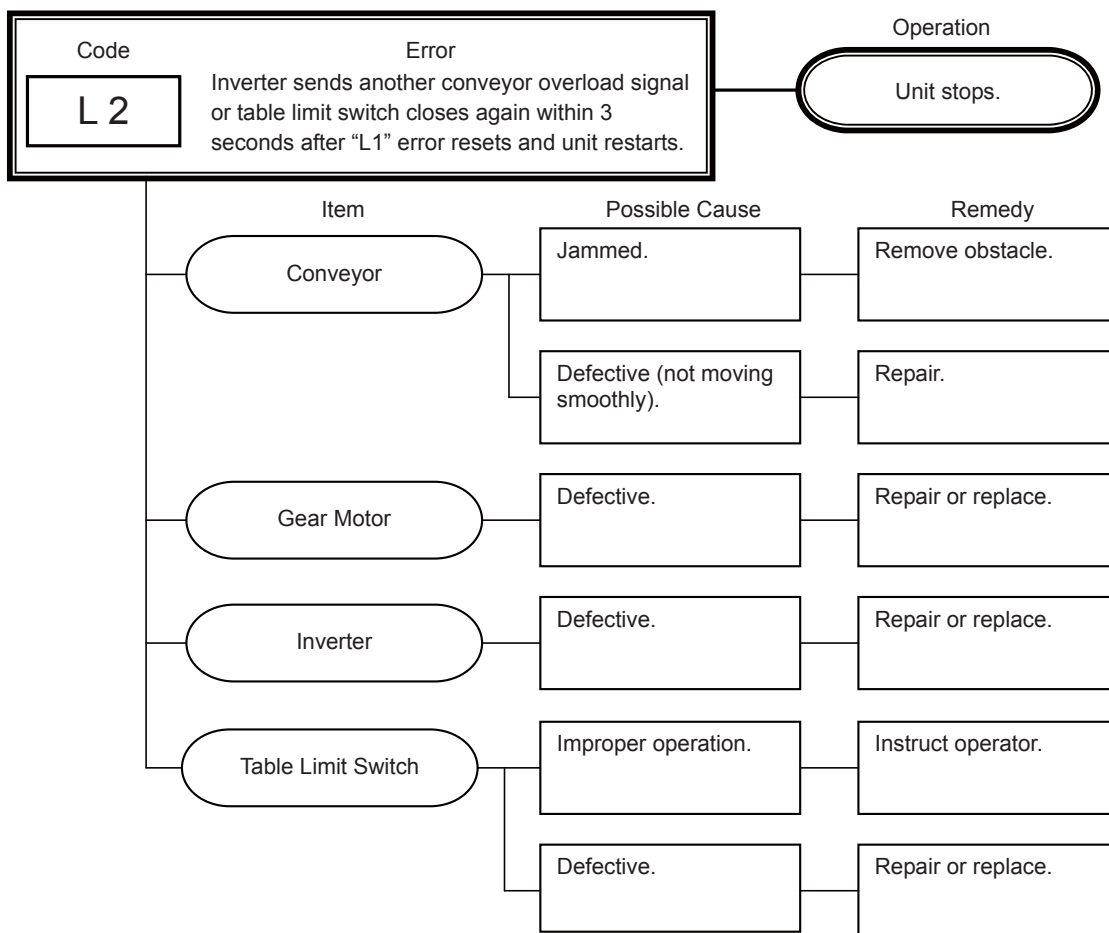 Code
Error
Operation
L 2
Inverter sends another conveyor overload signal
or table limit switch closes again within 3
seconds after “L1” error resets and unit restarts.
Unit stops.
Item
Possible Cause
Remedy
Conveyor
Jammed.
Remove obstacle.
Defective (not moving
smoothly).
Repair.
Gear Motor
Defective.
Repair or replace.
Inverter
Defective.
Repair or replace.
Table Limit Switch
Improper operation.
Instruct operator.
Defective.
Repair or replace.